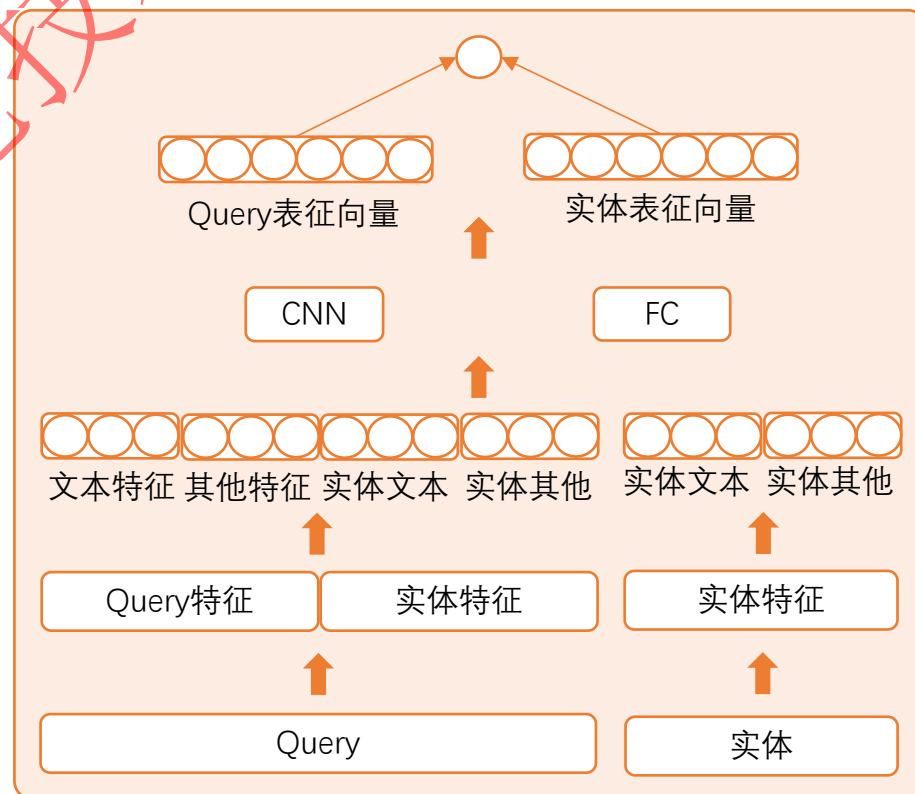 Query表征向量 实体表征向量
CNN FC
文本特征 其他特征 实体文本 实体其他 实体文本 实体其他
Query特征 实体特征 实体特征
Query 实体